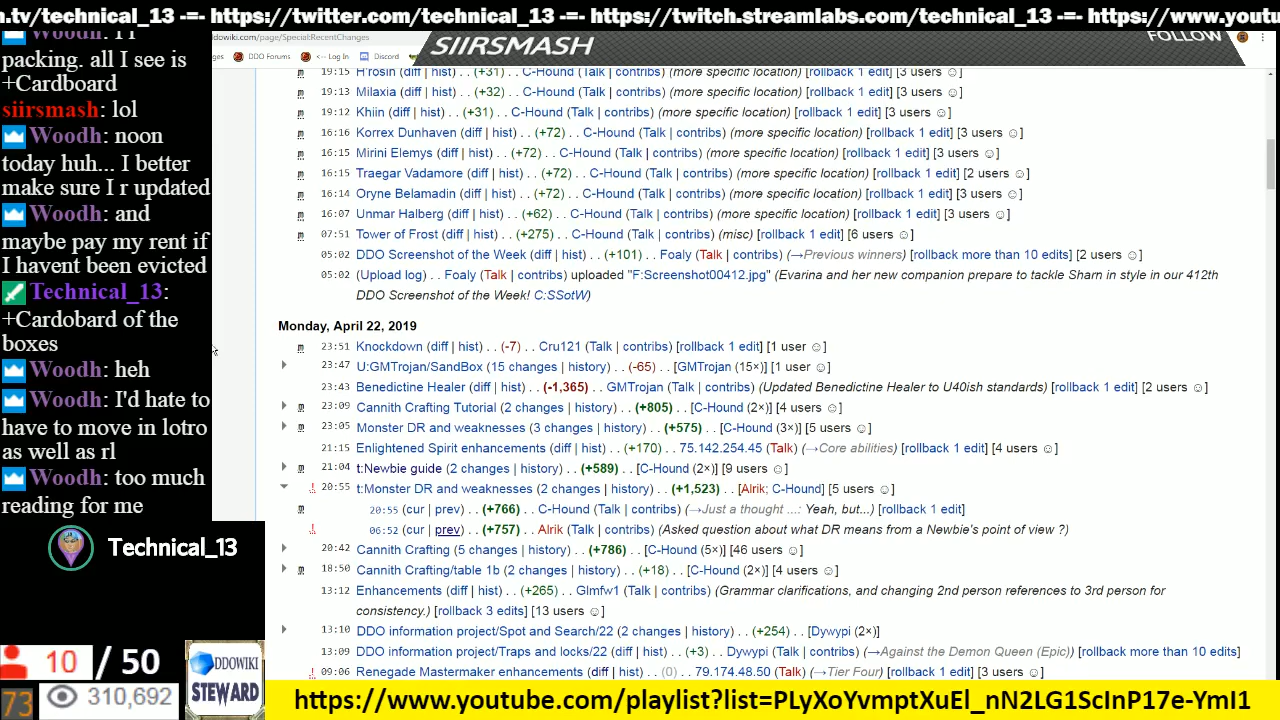 n.tv/technical_13 -=- https://twitter.com/technical_13 -=- https://twitch.streamlabs.com/technical_13 -=- https://www.youtu
packing. all I see is
+Cardboard
siirsmash: lol
Woodh: noon
today huh... I better
make sure I r updated
Woodh: and
maybe pay my rent if
I havent been evicted
Technical_13:
+Cardobard of the
boxes
Woodh: heh
Woodh: I'd hate to
have to move in lotro
as well as rl
Woodh: too much
reading for me
Technical_13
10 / 50
73 310,692
DDOWIKI
STEWARD
ddowiki.com/page/Special:RecentChanges
SIIRSMASH
FOLLOW
DDO Forums <-- Log In Discord
19:15 H'rosin (diff | hist) . . (+31) C-Hound (Talk | contribs) (more specific location) [rollback 1 edit] [3 users ☺]
m 19:13 Milaxia (diff | hist) . . (+32) C-Hound (Talk | contribs) (more specific location) [rollback 1 edit] [3 users ☺]
m 19:12 Khiin (diff | hist) . . (+31) C-Hound (Talk | contribs) (more specific location) [rollback 1 edit] [3 users ☺]
m 16:16 Korrex Dunhaven (diff | hist) . . (+72) C-Hound (Talk | contribs) (more specific location) [rollback 1 edit] [3 users ☺]
m 16:15 Mirini Elemys (diff | hist) . . (+72) C-Hound (Talk | contribs) (more specific location) [rollback 1 edit] [3 users ☺]
m 16:15 Traegar Vadamore (diff | hist) . . (+72) C-Hound (Talk | contribs) (more specific location) [rollback 1 edit] [2 users ☺]
m 16:14 Oryne Belamadin (diff | hist) . . (+72) C-Hound (Talk | contribs) (more specific location) [rollback 1 edit] [3 users ☺]
m 16:07 Unmar Halberg (diff | hist) . . (+62) C-Hound (Talk | contribs) (more specific location) [rollback 1 edit] [3 users ☺]
m 07:51 Tower of Frost (diff | hist) . . (+275) C-Hound (Talk | contribs) (misc) [rollback 1 edit] [6 users ☺]
05:02 DDO Screenshot of the Week (diff | hist) . . (+101) Foaly (Talk | contribs) (→Previous winners) [rollback more than 10 edits] [2 users ☺]
05:02 (Upload log) . . Foaly (Talk | contribs) uploaded "F:Screenshot00412.jpg" (Evarina and her new companion prepare to tackle Sharn in style in our 412th
DDO Screenshot of the Week! C:SSotW)
Monday, April 22, 2019
m 23:51 Knockdown (diff | hist) . . (-7) Cru121 (Talk | contribs) [rollback 1 edit] [1 user ☺]
23:47 U:GMTrojan/SandBox (15 changes | history) . . (-65) . . [GMTrojan (15×)] [1 user ☺]
23:43 Benedictine Healer (diff | hist) . . (-1,365) GMTrojan (Talk | contribs) (Updated Benedictine Healer to U40ish standards) [rollback 1 edit] [2 users ☺]
m 23:09 Cannith Crafting Tutorial (2 changes | history) . . (+805) . . [C-Hound (2×)] [4 users ☺]
m 23:05 Monster DR and weaknesses (3 changes | history) . . (+575) . . [C-Hound (3×)] [5 users ☺]
21:15 Enlightened Spirit enhancements (diff | hist) . . (+170) 75.142.254.45 (Talk) (→Core abilities) [rollback 1 edit] [4 users ☺]
m 21:04 t:Newbie guide (2 changes | history) . . (+589) . . [C-Hound (2×)] [9 users ☺]
! 20:55 t:Monster DR and weaknesses (2 changes | history) . . (+1,523) . . [Alrik; C-Hound] [5 users ☺]
m 20:55 (cur | prev) . . (+766) . . C-Hound (Talk | contribs) (→Just a thought ...: Yeah, but...) [rollback 1 edit]
! 06:52 (cur | prev) . . (+757) . . Alrik (Talk | contribs) (Asked question about what DR means from a Newbie's point of view ?)
20:42 Cannith Crafting (5 changes | history) . . (+786) . . [C-Hound (5×)] [46 users ☺]
m 18:50 Cannith Crafting/table 1b (2 changes | history) . . (+18) . . [C-Hound (2×)] [4 users ☺]
13:12 Enhancements (diff | hist) . . (+265) Glmfw1 (Talk | contribs) (Grammar clarifications, and changing 2nd person references to 3rd person for
consistency.) [rollback 3 edits] [13 users ☺]
13:10 DDO information project/Spot and Search/22 (2 changes | history) . . (+254) . . [Dywypi (2×)]
13:09 DDO information project/Traps and locks/22 (diff | hist) . . (+3) . . Dywypi (Talk | contribs) (→Against the Demon Queen (Epic)) [rollback more than 10 edits]
! 09:06 Renegade Mastermaker enhancements (diff | hist) . . (0) . . 79.174.48.50 (Talk) (→Tier Four) [rollback 1 edit] [3 users ☺]
https://www.youtube.com/playlist?list=PLyXoYvmptXuEl_nN2LG1ScInP17e-YmI1